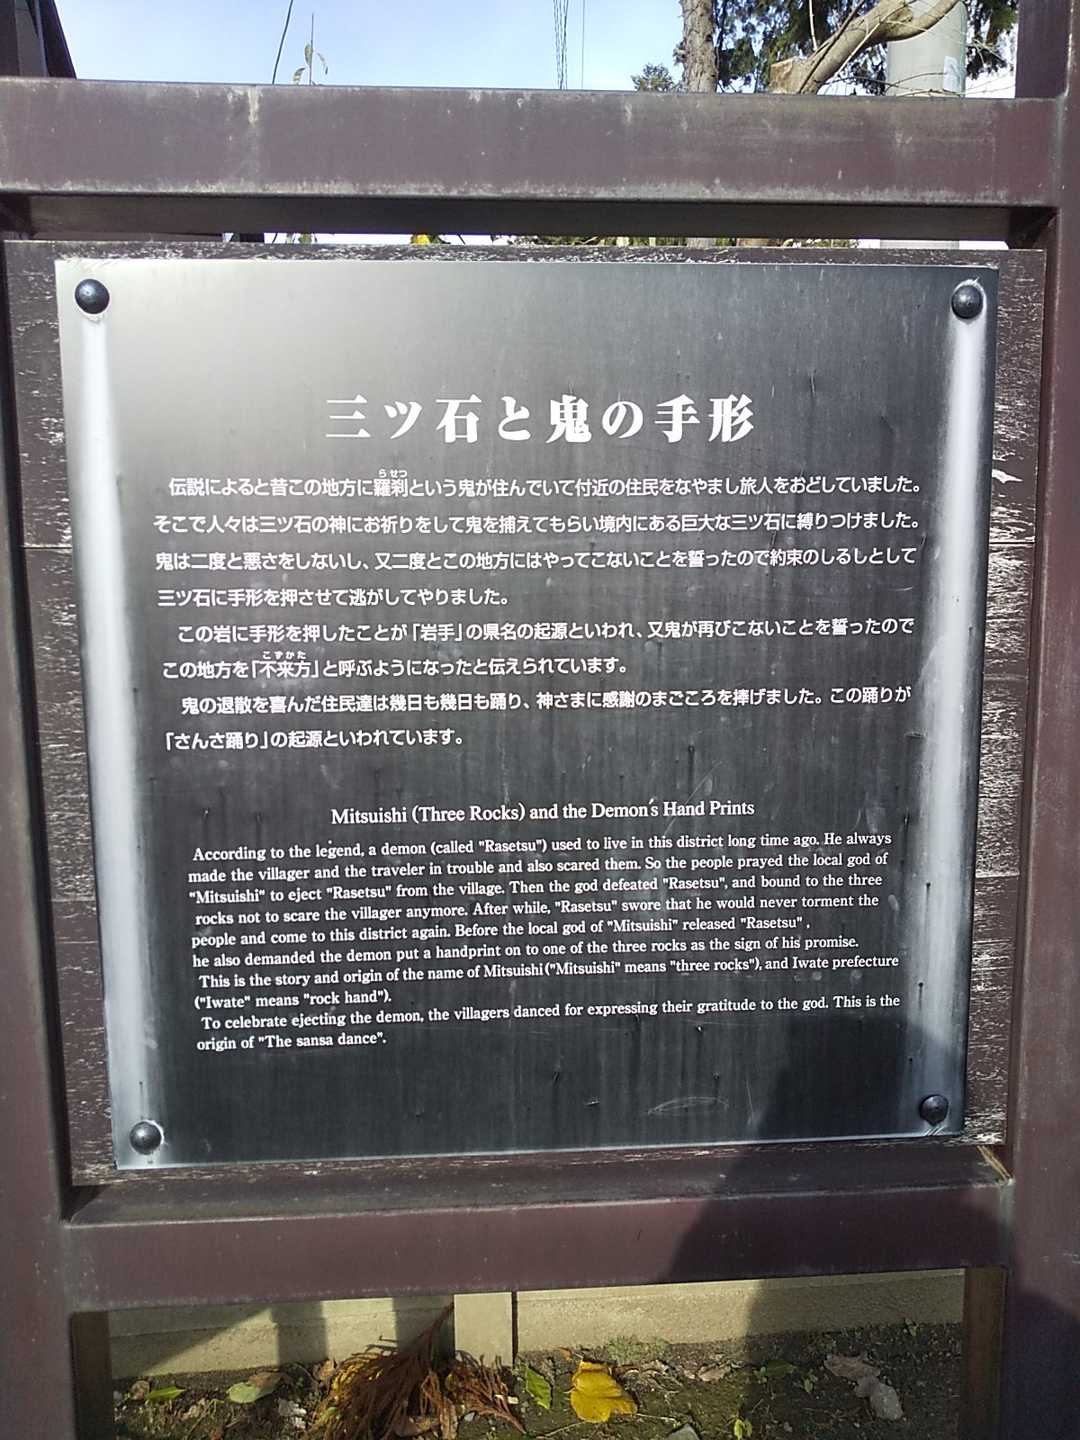 三ツ石と鬼の手形
伝説によると昔この地方に羅刹という鬼が住んでいて付近の住民をなやまし旅人をおどしていました。
らせつ
そこで人々は三ツ石の神にお祈りをして鬼を捕えてもらい境内にある巨大な三ツ石に縛りつけました。
鬼は二度と悪さをしないし、又二度とこの地方にはやってこないことを誓ったので約束のしるしとして
三ツ石に手形を押させて逃がしてやりました。
この岩に手形を押したことが「岩手」の県名の起源といわれ、又鬼が再びこないことを誓ったので
この地方を「不来方」と呼ぶようになったと伝えられています。
こずかた
鬼の退散を喜んだ住民達は幾日も幾日も踊り、神さまに感謝のまごころを捧げました。この踊りが
「さんさ踊り」の起源といわれています。
Mitsuishi (Three Rocks) and the Demon's Hand Prints
According to the legend, a demon (called "Rasetsu") used to live in this district long time ago. He always
made the villager and the traveler in trouble and also scared them. So the people prayed the local god of
"Mitsuishi" to eject "Rasetsu" from the village. Then the god defeated "Rasetsu", and bound to the three
rocks not to scare the villager anymore. After while, "Rasetsu" swore that he would never torment the
people and come to this district again. Before the local god of "Mitsuishi" released "Rasetsu",
he also demanded the demon put a handprint on to one of the three rocks as the sign of his promise.
This is the story and origin of the name of Mitsuishi ("Mitsuishi" means "three rocks"), and Iwate prefecture
("Iwate" means "rock hand").
To celebrate ejecting the demon, the villagers danced for expressing their gratitude to the god. This is the
origin of "The sansa dance".